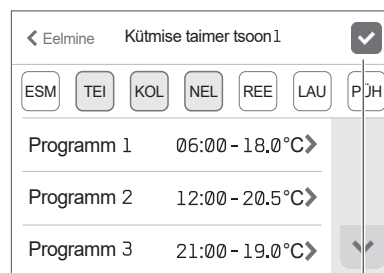 Eelmine Kütmise taimer tsoon1
ESM TEI KOL NEL REE LAU PÜH
Programm 1 06:00-18.0°C
Programm 2 12:00-20.5°C
Programm 3 21:00-19.0°C